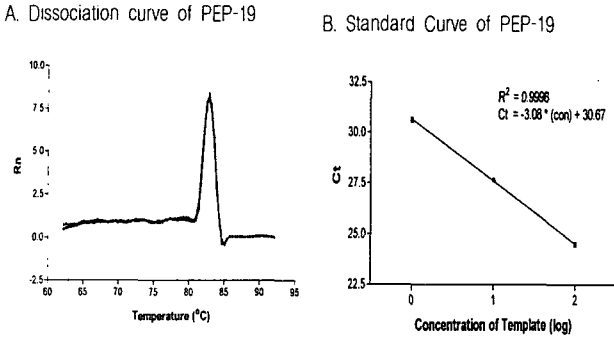 A. Dissociation curve of PEP-19
10.0
7.5
5.0
2.5
0.0
-2.5
Rn
60 65 70 75 80 85 90 95
Temperature (°C)
B. Standard Curve of PEP-19
32.5
30.0
27.5
25.0
22.5
Ct
R² = 0.9996
Ct = -3.08 * (con) + 30.67
0 1 2
Concentration of Template (log)